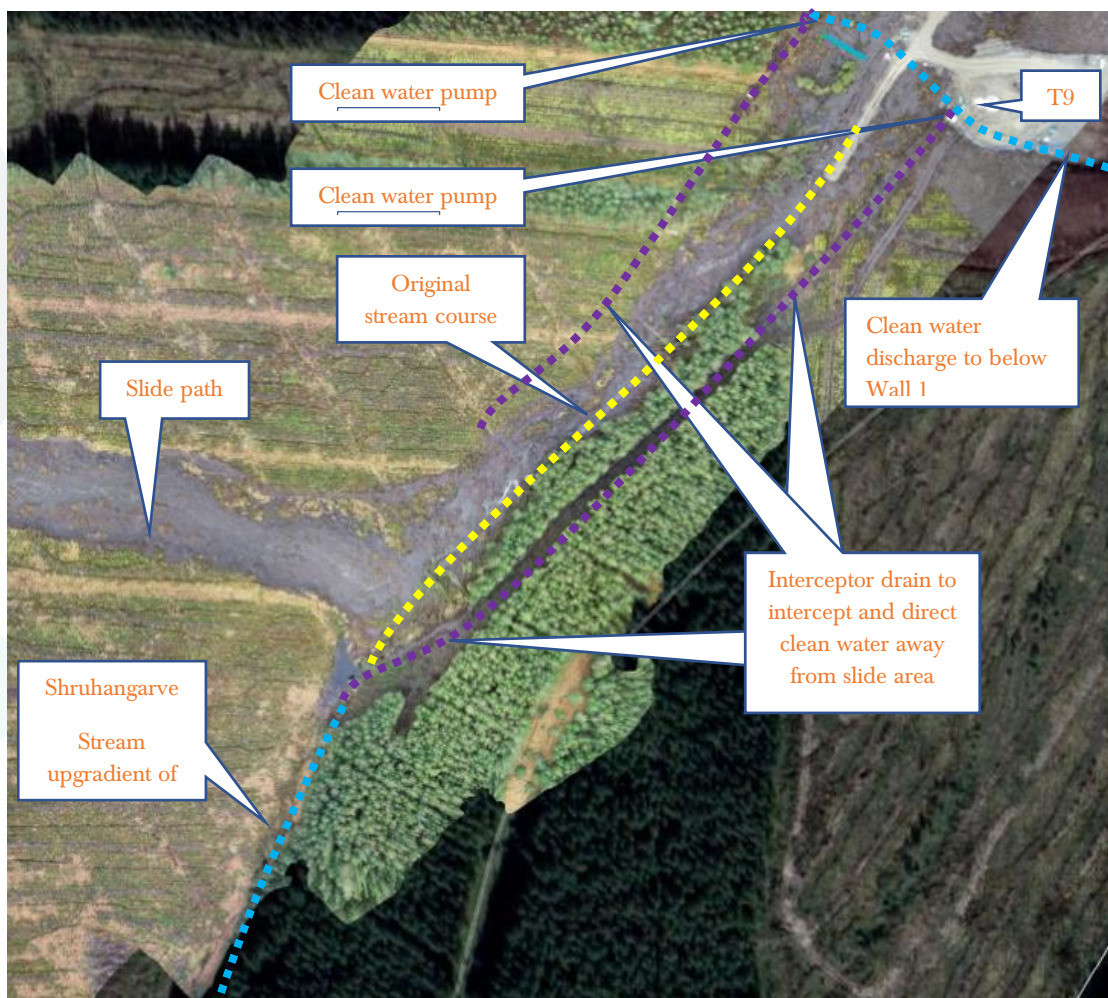 Clean water pump
T9
Clean water pump
Original
stream course
Clean water
discharge to below
Wall 1
Slide path
Interceptor drain to
intercept and direct
clean water away
from slide area
Shruhangarve
Stream
upgradient of